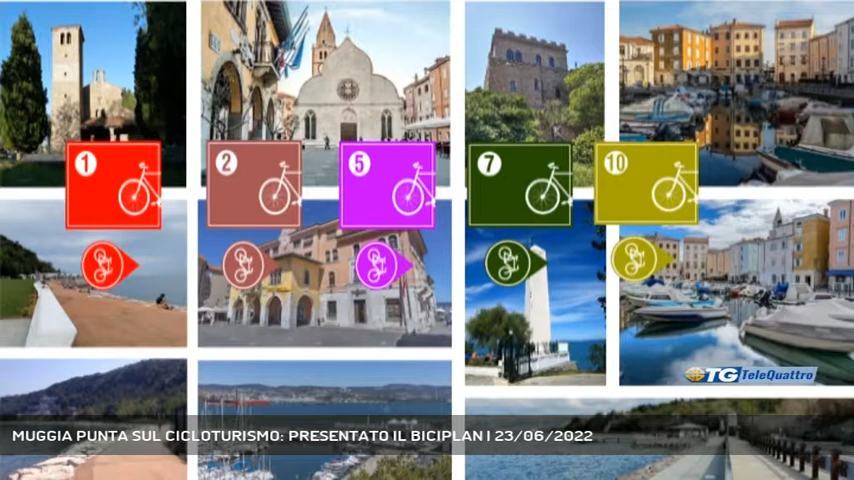 1
2
5
7
10
TG TeleQuattro
MUGGIA PUNTA SUL CICLOTURISMO: PRESENTATO IL BICIPLAN | 23/06/2022